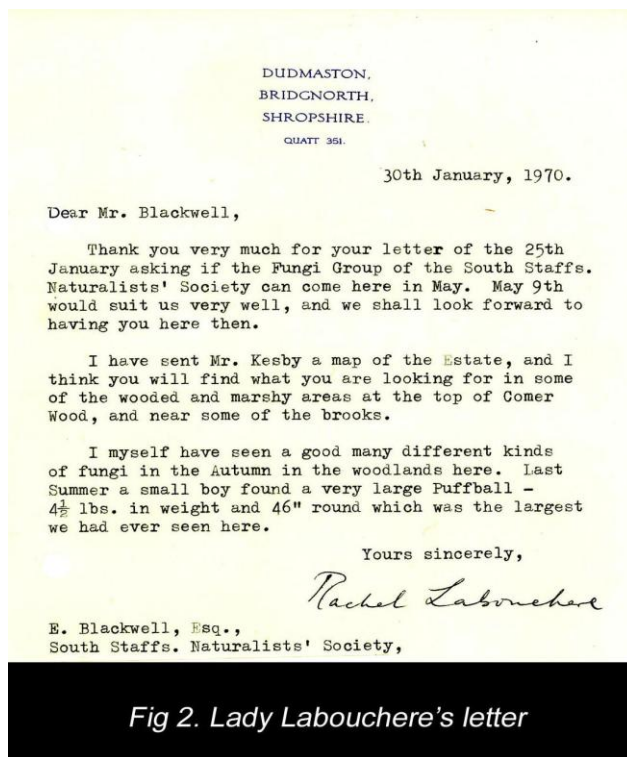 DUDMASTON,
BRIDGNORTH,
SHROPSHIRE.
QUATT 351.
30th January, 1970.
Dear Mr. Blackwell,
Thank you very much for your letter of the 25th
January asking if the Fungi Group of the South Staffs.
Naturalists' Society can come here in May. May 9th
would suit us very well, and we shall look forward to
having you here then.
I have sent Mr. Kesby a map of the Estate, and I
think you will find what you are looking for in some
of the wooded and marshy areas at the top of Comer
Wood, and near some of the brooks.
I myself have seen a good many different kinds
of fungi in the Autumn in the woodlands here. Last
Summer a small boy found a very large Puffball -
4½ lbs. in weight and 46" round which was the largest
we had ever seen here.
Yours sincerely,
Rachel Labouchere
E. Blackwell, Esq.,
South Staffs. Naturalists' Society,
Fig 2. Lady Labouchere's letter